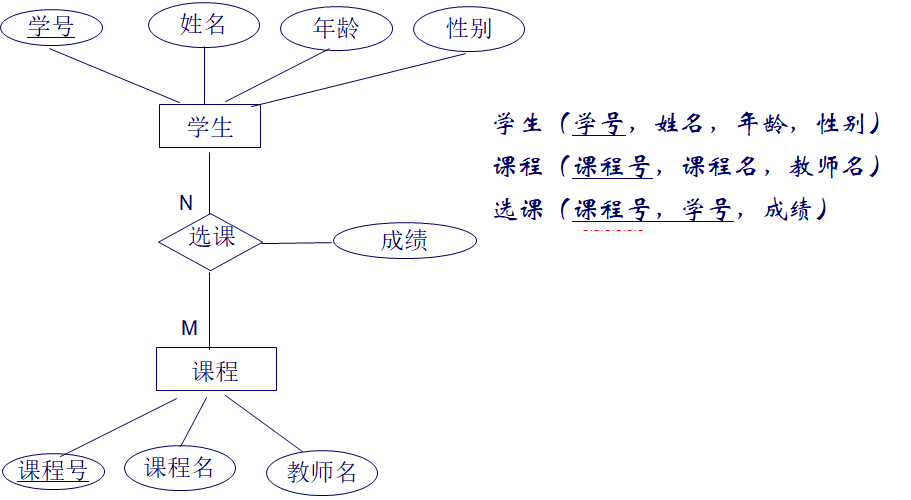 学号
姓名
年龄
性别
学生
N
选课
成绩
M
课程
课程号
课程名
教师名
学生（学号，姓名，年龄，性别）
课程（课程号，课程名，教师名）
选课（课程号，学号，成绩）